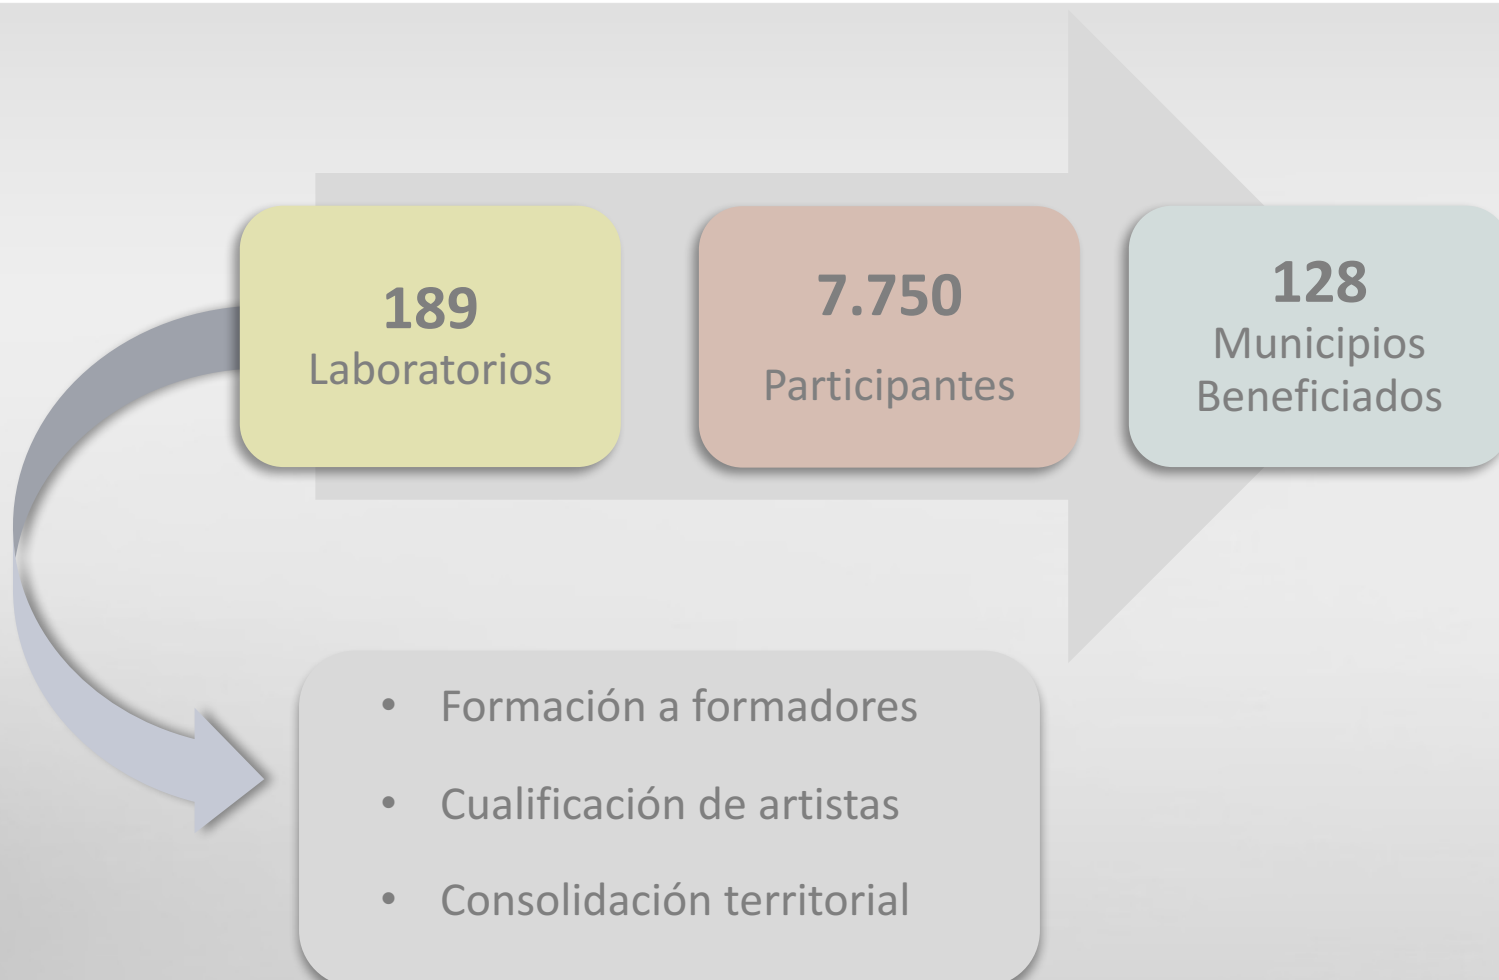 189
Laboratorios
7.750
Participantes
128
Municipios
Beneficiados
• Formación a formadores
• Cualificación de artistas
• Consolidación territorial